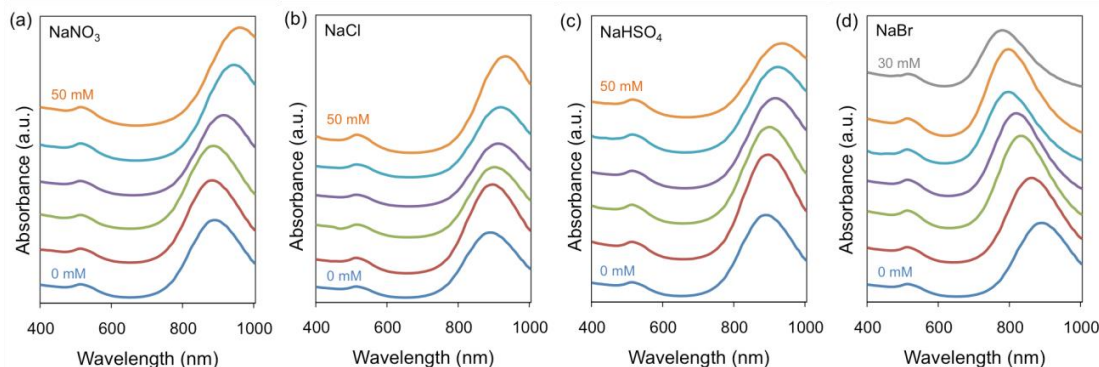 (a)
NaNO₃
50 mM
0 mM
Absorbance (a.u.)
400 600 800 1000
Wavelength (nm)
(b)
NaCl
50 mM
0 mM
Absorbance (a.u.)
400 600 800 1000
Wavelength (nm)
(c)
NaHSO₄
50 mM
0 mM
Absorbance (a.u.)
400 600 800 1000
Wavelength (nm)
(d)
NaBr
30 mM
0 mM
Absorbance (a.u.)
400 600 800 1000
Wavelength (nm)